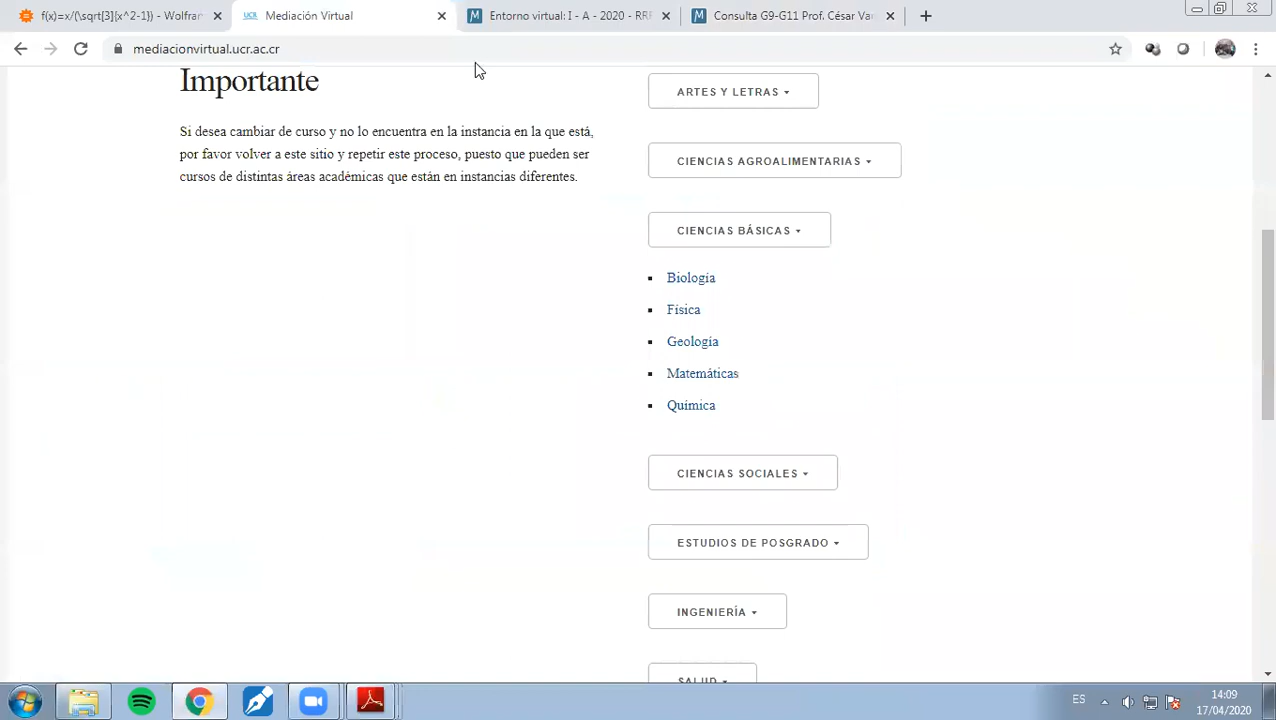 f(x)=x/(\sqrt[3]{x^2-1}) - Wolfran
UCR
Mediación Virtual
Entorno virtual: I - A - 2020 - RRF
Consulta G9-G11 Prof. César Var
mediacionvirtual.ucr.ac.cr
Importante
Si desea cambiar de curso y no lo encuentra en la instancia en la que está,
por favor volver a este sitio y repetir este proceso, puesto que pueden ser
cursos de distintas áreas académicas que están en instancias diferentes.
ARTES Y LETRAS
CIENCIAS AGROALIMENTARIAS
CIENCIAS BÁSICAS
Biología
Física
Geología
Matemáticas
Química
CIENCIAS SOCIALES
ESTUDIOS DE POSGRADO
INGENIERÍA
SALUD
ES
14:09
17/04/2020